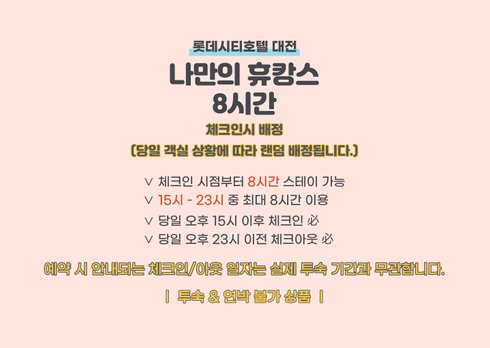 롯데시티호텔 대전
나만의 휴캉스
8시간
체크인시 배정
(당일 객실 상황에 따라 랜덤 배정됩니다.)
∨ 체크인 시점부터 8시간 스테이 가능
∨ 15시 - 23시 중 최대 8시간 이용
∨ 당일 오후 15시 이후 체크인 必
∨ 당일 오후 23시 이전 체크아웃 必
예약 시 안내되는 체크인/아웃 일자는 실제 투숙 기간과 무관합니다.
| 투숙 & 연박 불가 상품 |